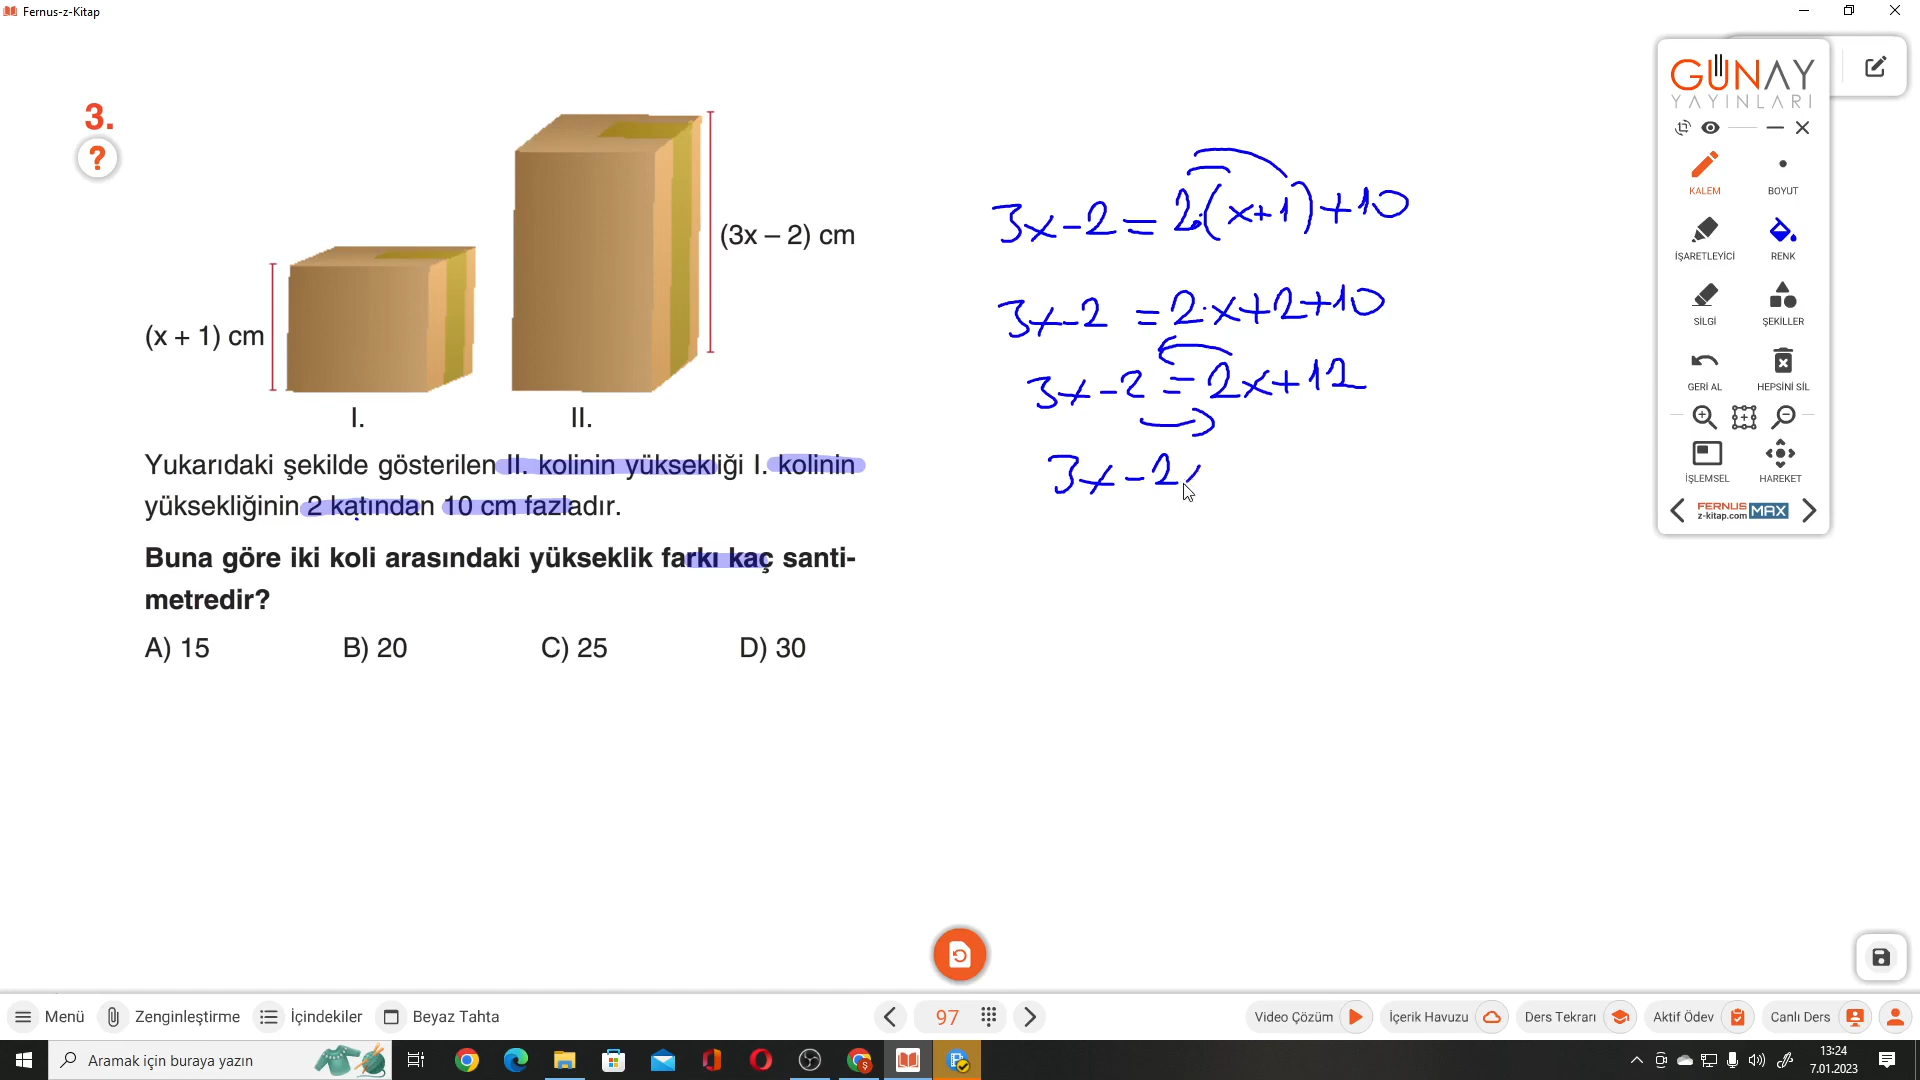 Fernus-z-Kitap
3.
?
(x + 1) cm
(3x – 2) cm
I.
II.
Yukarıdaki şekilde gösterilen II. kolinin yüksekliği I. kolinin
yüksekliğinin 2 katından 10 cm fazladır.
Buna göre iki koli arasındaki yükseklik farkı kaç santi-
metredir?
A) 15 B) 20 C) 25 D) 30
3x-2=2·(x+1)+10
3x-2=2·x+2+10
3x-2=2x+12
3x-2
GÜNAY
YAYINLARI
KALEM BOYUT
İŞARETLEYİCİ RENK
SİLGİ ŞEKİLLER
GERİ AL HEPSİNİ SİL
İŞLEMSEL HAREKET
FERNUS
z-kitap.com MAX
Menü Zenginleştirme İçindekiler Beyaz Tahta 97 Video Çözüm İçerik Havuzu Ders Tekrarı Aktif Ödev Canlı Ders
Aramak için buraya yazın
13:24
7.01.2023